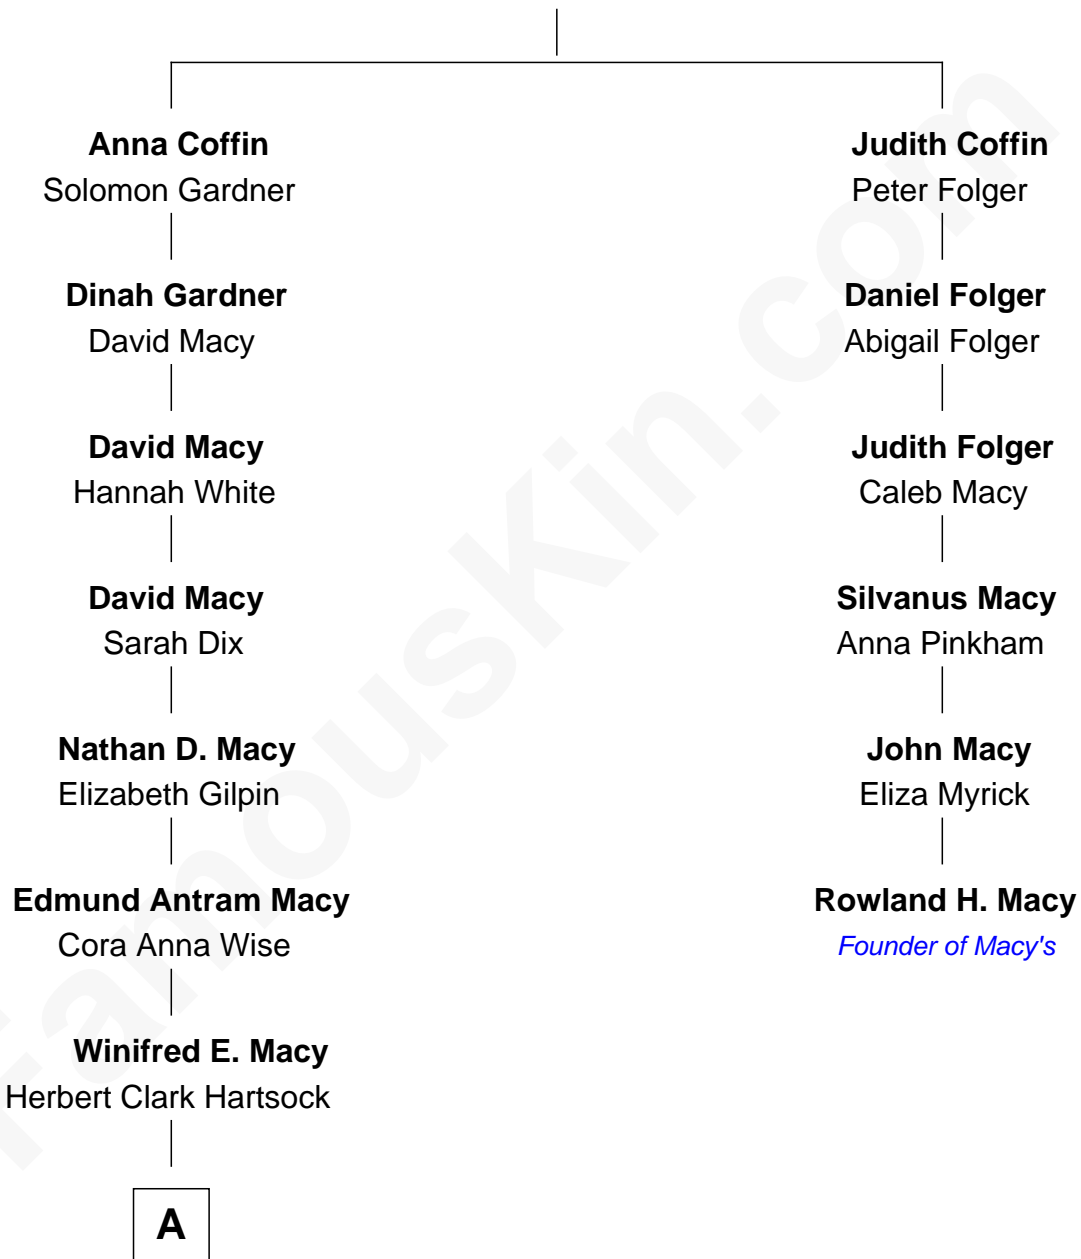 Anna Coffin
Solomon Gardner
Judith Coffin
Peter Folger
Dinah Gardner
David Macy
Daniel Folger
Abigail Folger
David Macy
Hannah White
Judith Folger
Caleb Macy
David Macy
Sarah Dix
Silvanus Macy
Anna Pinkham
Nathan D. Macy
Elizabeth Gilpin
John Macy
Eliza Myrick
Edmund Antram Macy
Cora Anna Wise
Rowland H. Macy
Founder of Macy's
Winifred E. Macy
Herbert Clark Hartsock
A
FamousKin.com